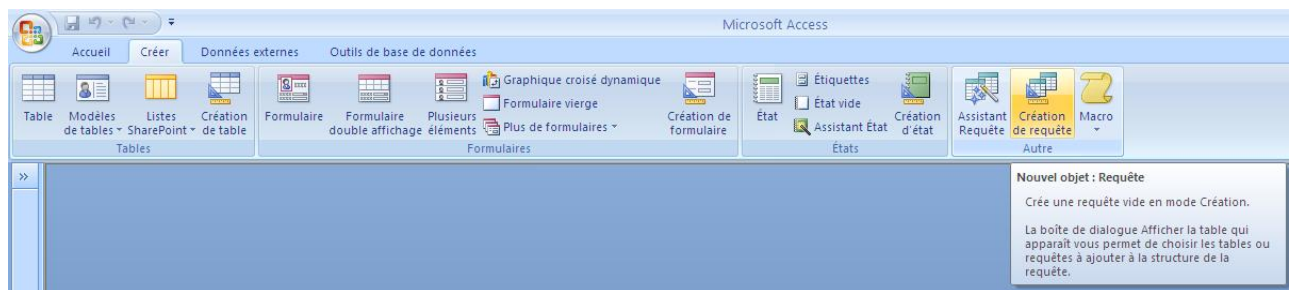 Microsoft Access
Accueil Créer Données externes Outils de base de données
Table
Modèles
de tables
Listes
SharePoint
Création
de table
Tables
Formulaire
Formulaire
double affichage
Plusieurs
éléments
Graphique croisé dynamique
Formulaire vierge
Plus de formulaires
Création de
formulaire
Formulaires
État
Étiquettes
État vide
Assistant État
Création
d'état
États
Assistant
Requête
Création
de requête
Macro
Autre
»
Nouvel objet : Requête
Crée une requête vide en mode Création.
La boîte de dialogue Afficher la table qui
apparaît vous permet de choisir les tables ou
requêtes à ajouter à la structure de la
requête.